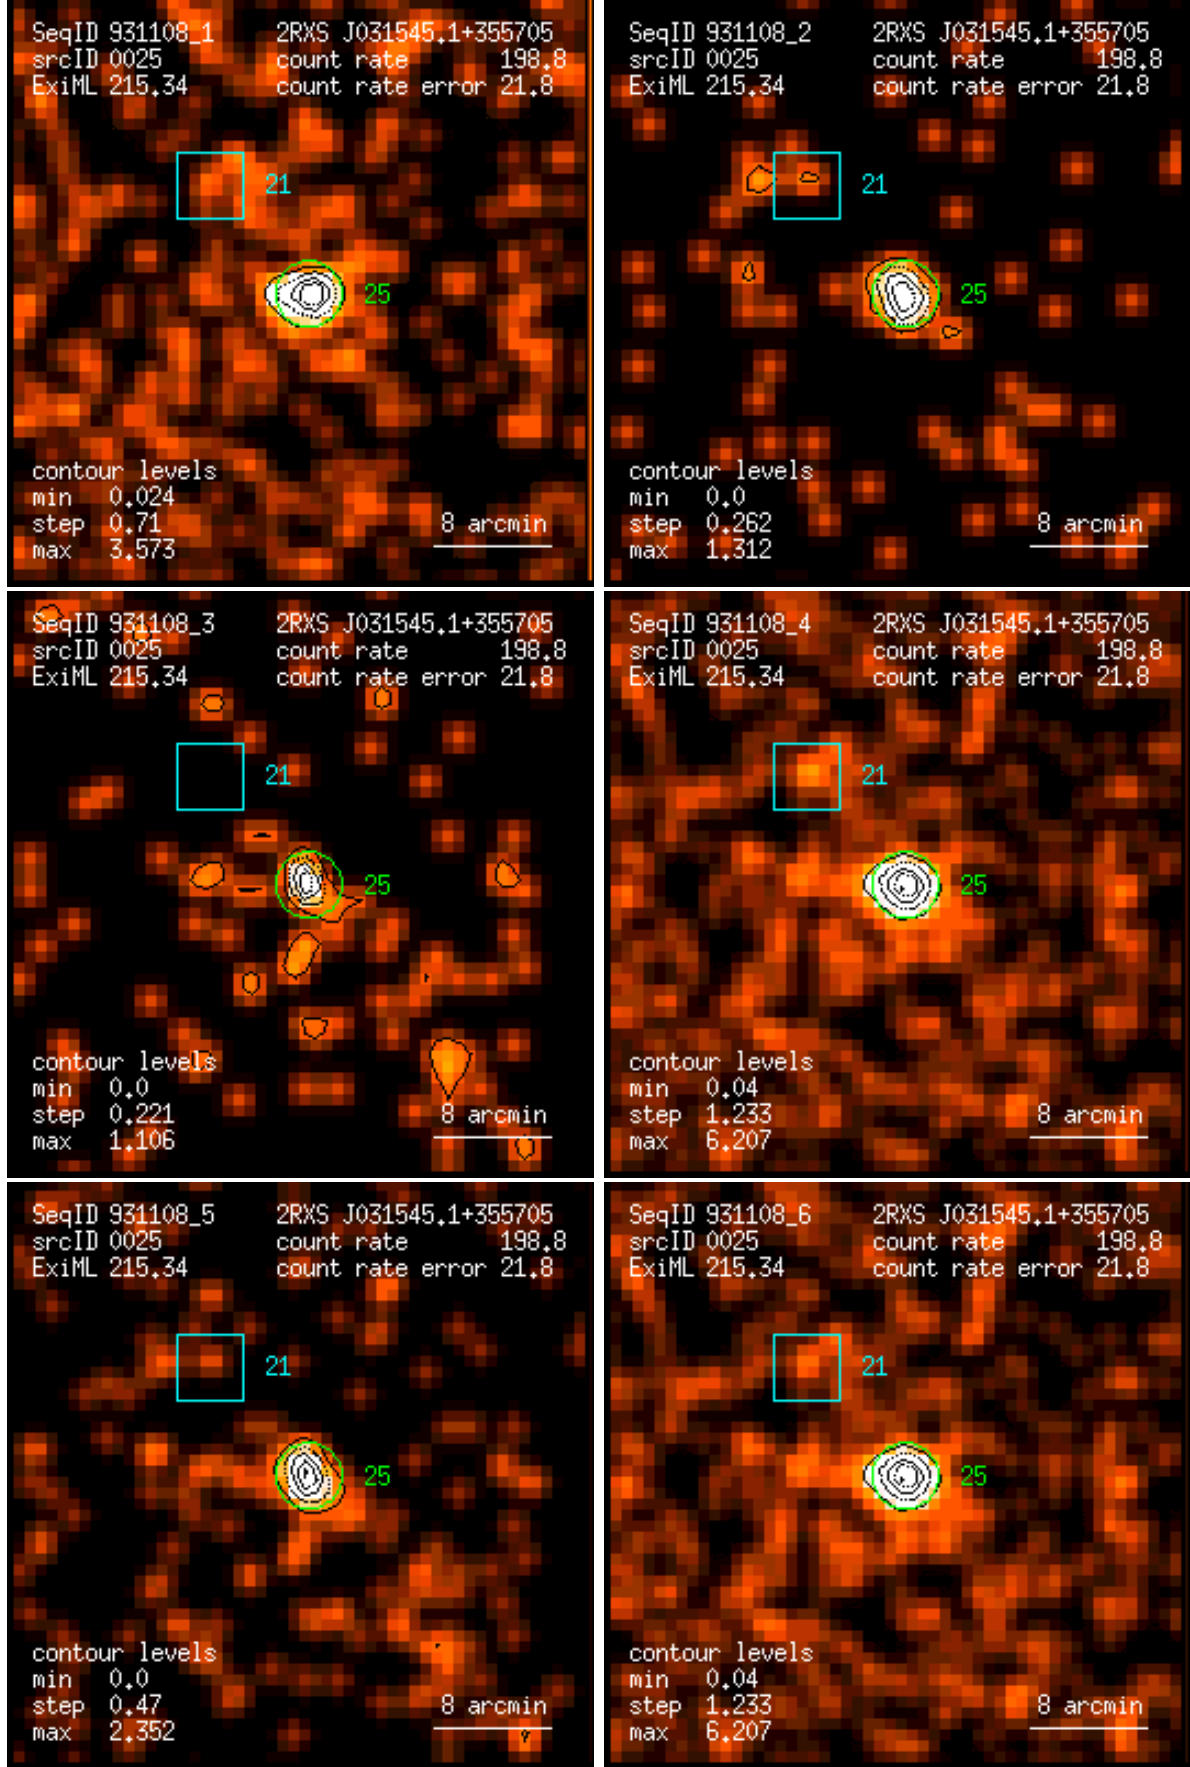 SeqID 931108_1 2RXS J031545.1+355705
srcID 0025 count rate 198.8
ExiML 215.34 count rate error 21.8
21
25
contour levels
min 0.024
step 0.71 8 arcmin
max 3.573
SeqID 931108_2 2RXS J031545.1+355705
srcID 0025 count rate 198.8
ExiML 215.34 count rate error 21.8
21
25
contour levels
min 0.0
step 0.262 8 arcmin
max 1.312
SeqID 931108_3 2RXS J031545.1+355705
srcID 0025 count rate 198.8
ExiML 215.34 count rate error 21.8
21
25
contour levels
min 0.0
step 0.221 8 arcmin
max 1.106
SeqID 931108_4 2RXS J031545.1+355705
srcID 0025 count rate 198.8
ExiML 215.34 count rate error 21.8
21
25
contour levels
min 0.04
step 1.233 8 arcmin
max 6.207
SeqID 931108_5 2RXS J031545.1+355705
srcID 0025 count rate 198.8
ExiML 215.34 count rate error 21.8
21
25
contour levels
min 0.0
step 0.47 8 arcmin
max 2.352
SeqID 931108_6 2RXS J031545.1+355705
srcID 0025 count rate 198.8
ExiML 215.34 count rate error 21.8
21
25
contour levels
min 0.04
step 1.233 8 arcmin
max 6.207